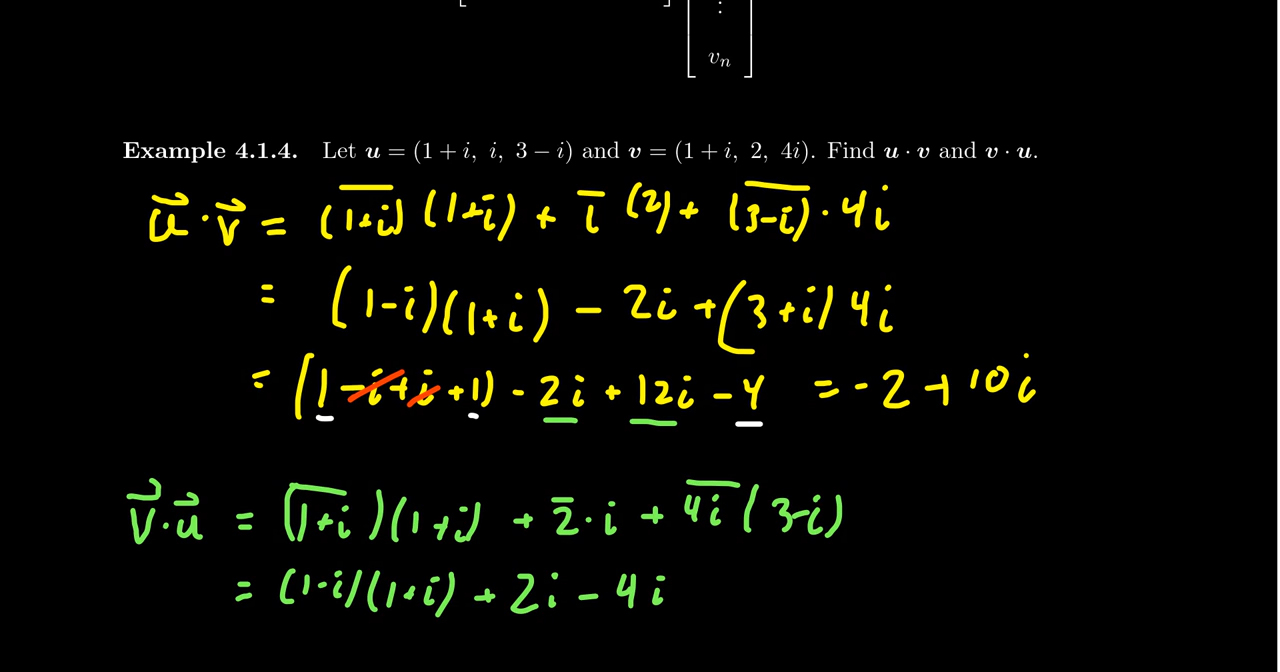 ⋮
vₙ
Example 4.1.4. Let u = (1 + i, i, 3 − i) and v = (1 + i, 2, 4i). Find u · v and v · u.
u⃗ · v⃗ = (1+i)‾ (1+i) + i‾ (2) + (3-i)‾ · 4i
= (1-i)(1+i) - 2i + (3+i) 4i
= (1 -i+i +1) - 2i + 12i - 4 = -2 + 10i
v⃗ · u⃗ = (1+i)‾ (1+i) + 2‾ · i + 4i‾ (3-i)
= (1-i)(1+i) + 2i - 4i